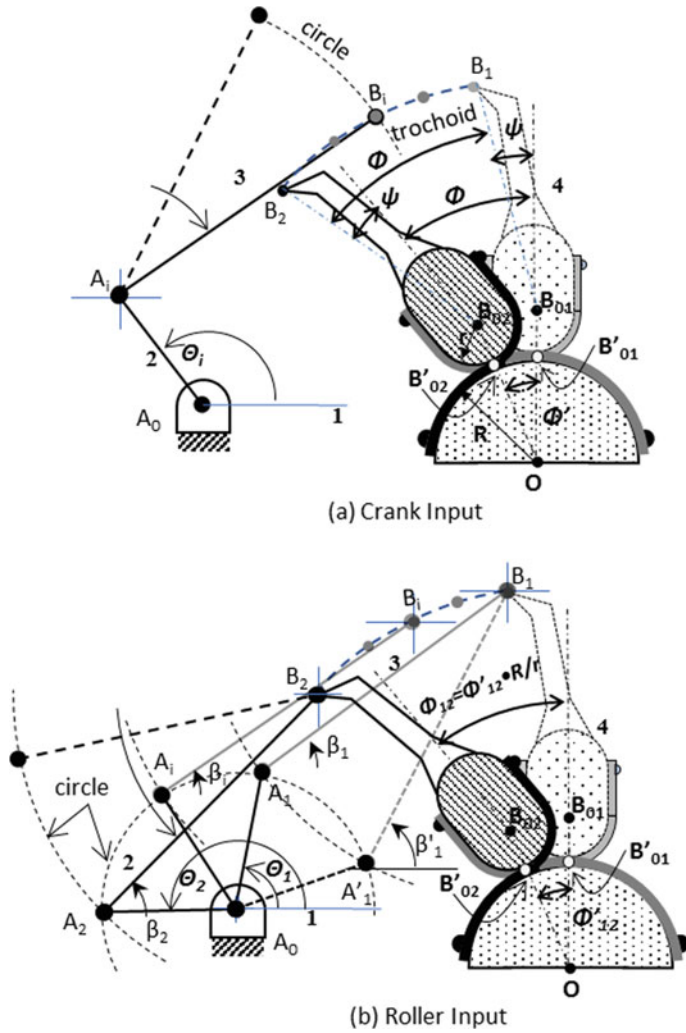 circle
B₁
Bᵢ
trochoid
ψ
Φ
3
4
B₂
ψ
Φ
Aᵢ
B₀₂
B₀₁
r
2
Θᵢ
B'₀₁
B'₀₂
A₀
1
Φ'
R
O
(a) Crank Input
B₁
Bᵢ
B₂
3
Φ₁₂=Φ'₁₂•R/r
4
Aᵢ
βᵢ
β₁
A₁
circle
B₀₂
B₀₁
2
β'₁
Θ₂
Θ₁
B'₀₁
A'₁
B'₀₂
1
A₂
β₂
A₀
Φ'₁₂
O
(b) Roller Input